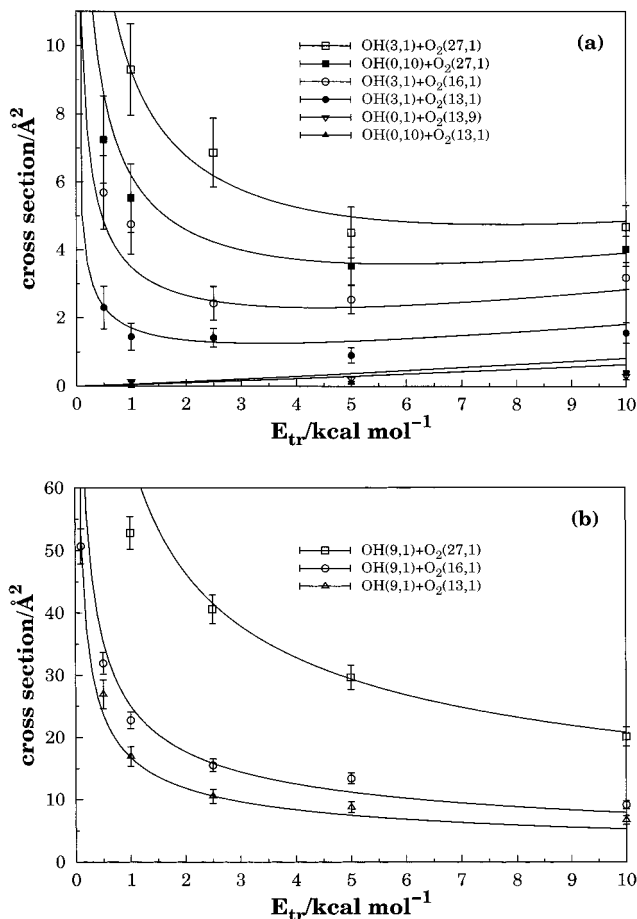 (a)
OH(3,1)+O₂(27,1)
OH(0,10)+O₂(27,1)
OH(3,1)+O₂(16,1)
OH(3,1)+O₂(13,1)
OH(0,1)+O₂(13,9)
OH(0,10)+O₂(13,1)
cross section/Å²
10
8
6
4
2
0
0 1 2 3 4 5 6 7 8 9 10
E_tr/kcal mol⁻¹
(b)
OH(9,1)+O₂(27,1)
OH(9,1)+O₂(16,1)
OH(9,1)+O₂(13,1)
cross section/Å²
60
50
40
30
20
10
0
0 1 2 3 4 5 6 7 8 9 10
E_tr/kcal mol⁻¹